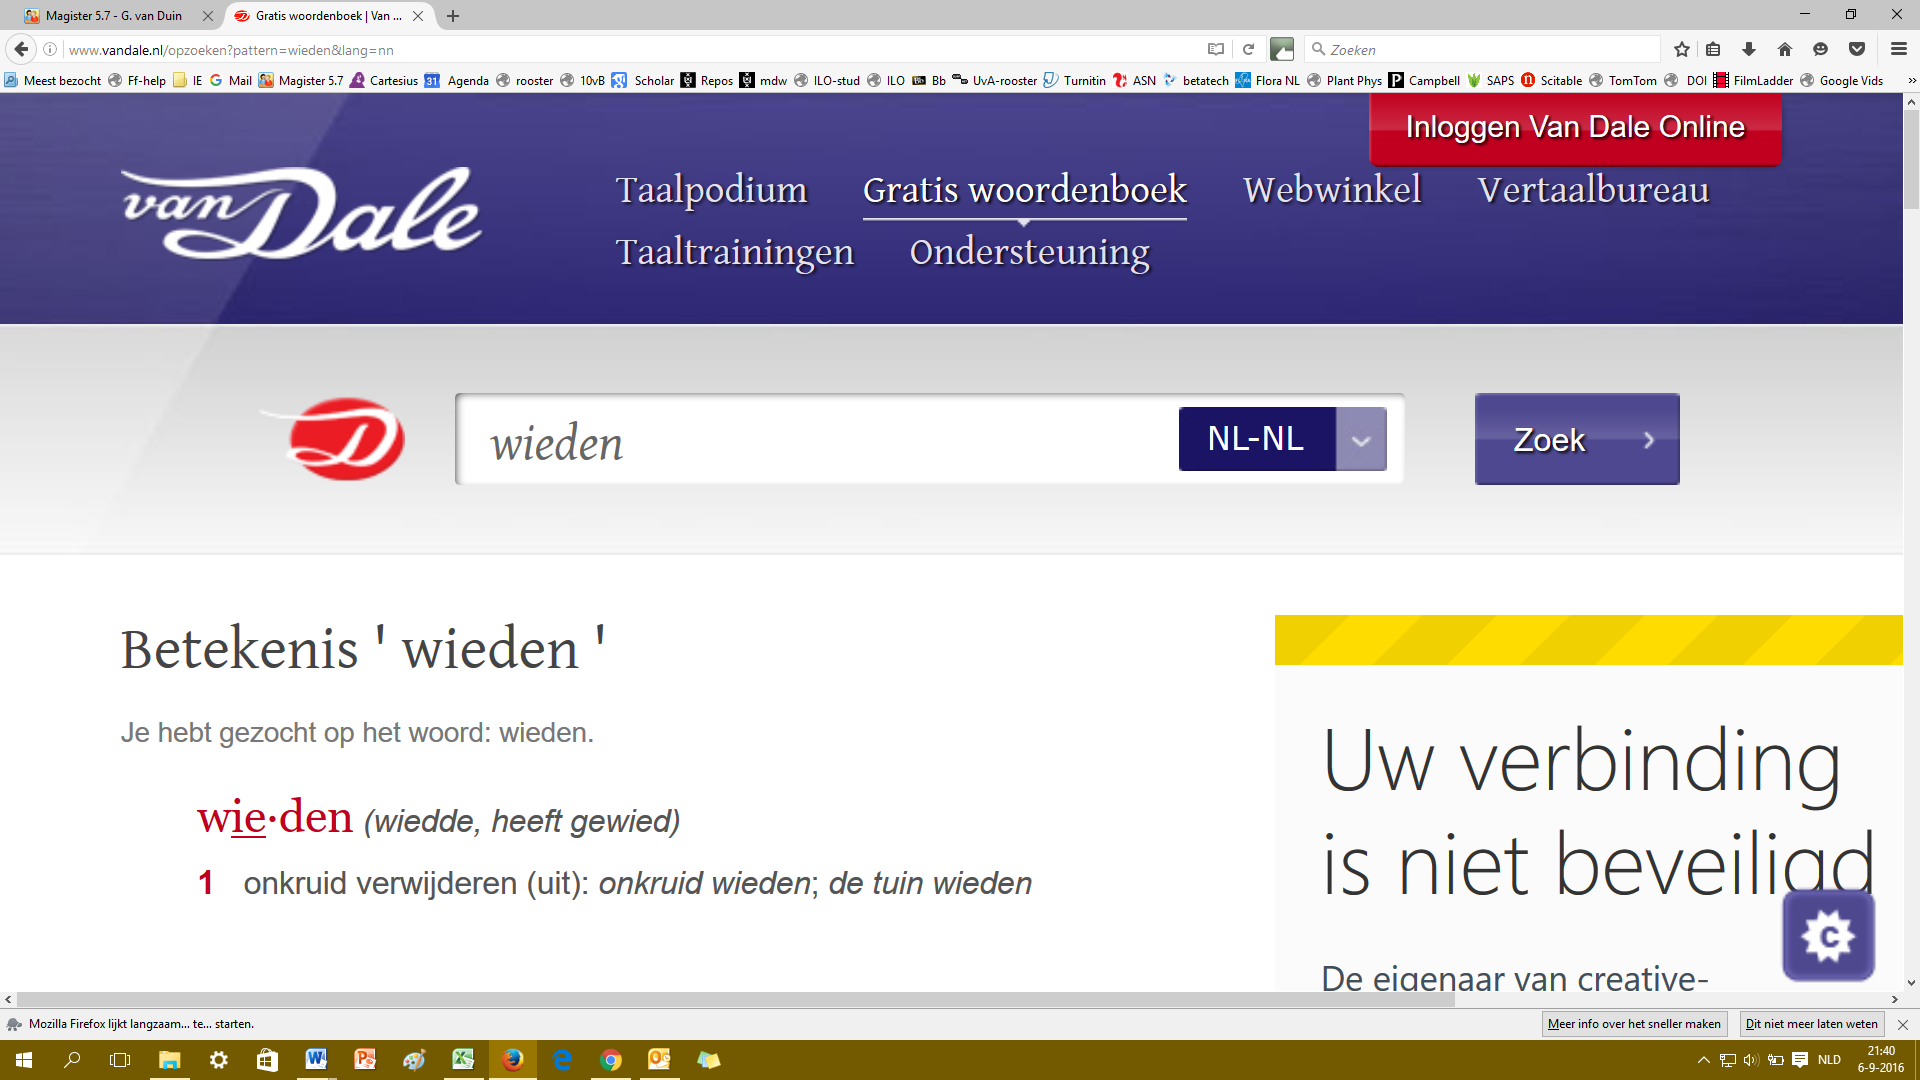 Magister 5.7 - G. van Duin
Gratis woordenboek | Van ...
www.vandale.nl/opzoeken?pattern=wieden&lang=nn
Zoeken
Meest bezocht Ff-help IE Mail Magister 5.7 Cartesius Agenda rooster 10vB Scholar Repos mdw ILO-stud ILO Bb UvA-rooster Turnitin ASN betatech Flora NL Plant Phys Campbell SAPS Scitable TomTom DOI FilmLadder Google Vids
Inloggen Van Dale Online
van Dale
Taalpodium Gratis woordenboek Webwinkel Vertaalbureau
Taaltrainingen Ondersteuning
wieden NL-NL Zoek
Betekenis ' wieden '
Je hebt gezocht op het woord: wieden.
wie·den (wiedde, heeft gewied)
1 onkruid verwijderen (uit): onkruid wieden; de tuin wieden
Uw verbinding
is niet beveiligd
De eigenaar van creative-
Mozilla Firefox lijkt langzaam... te... starten.
Meer info over het sneller maken
Dit niet meer laten weten
NLD
21:40
6-9-2016